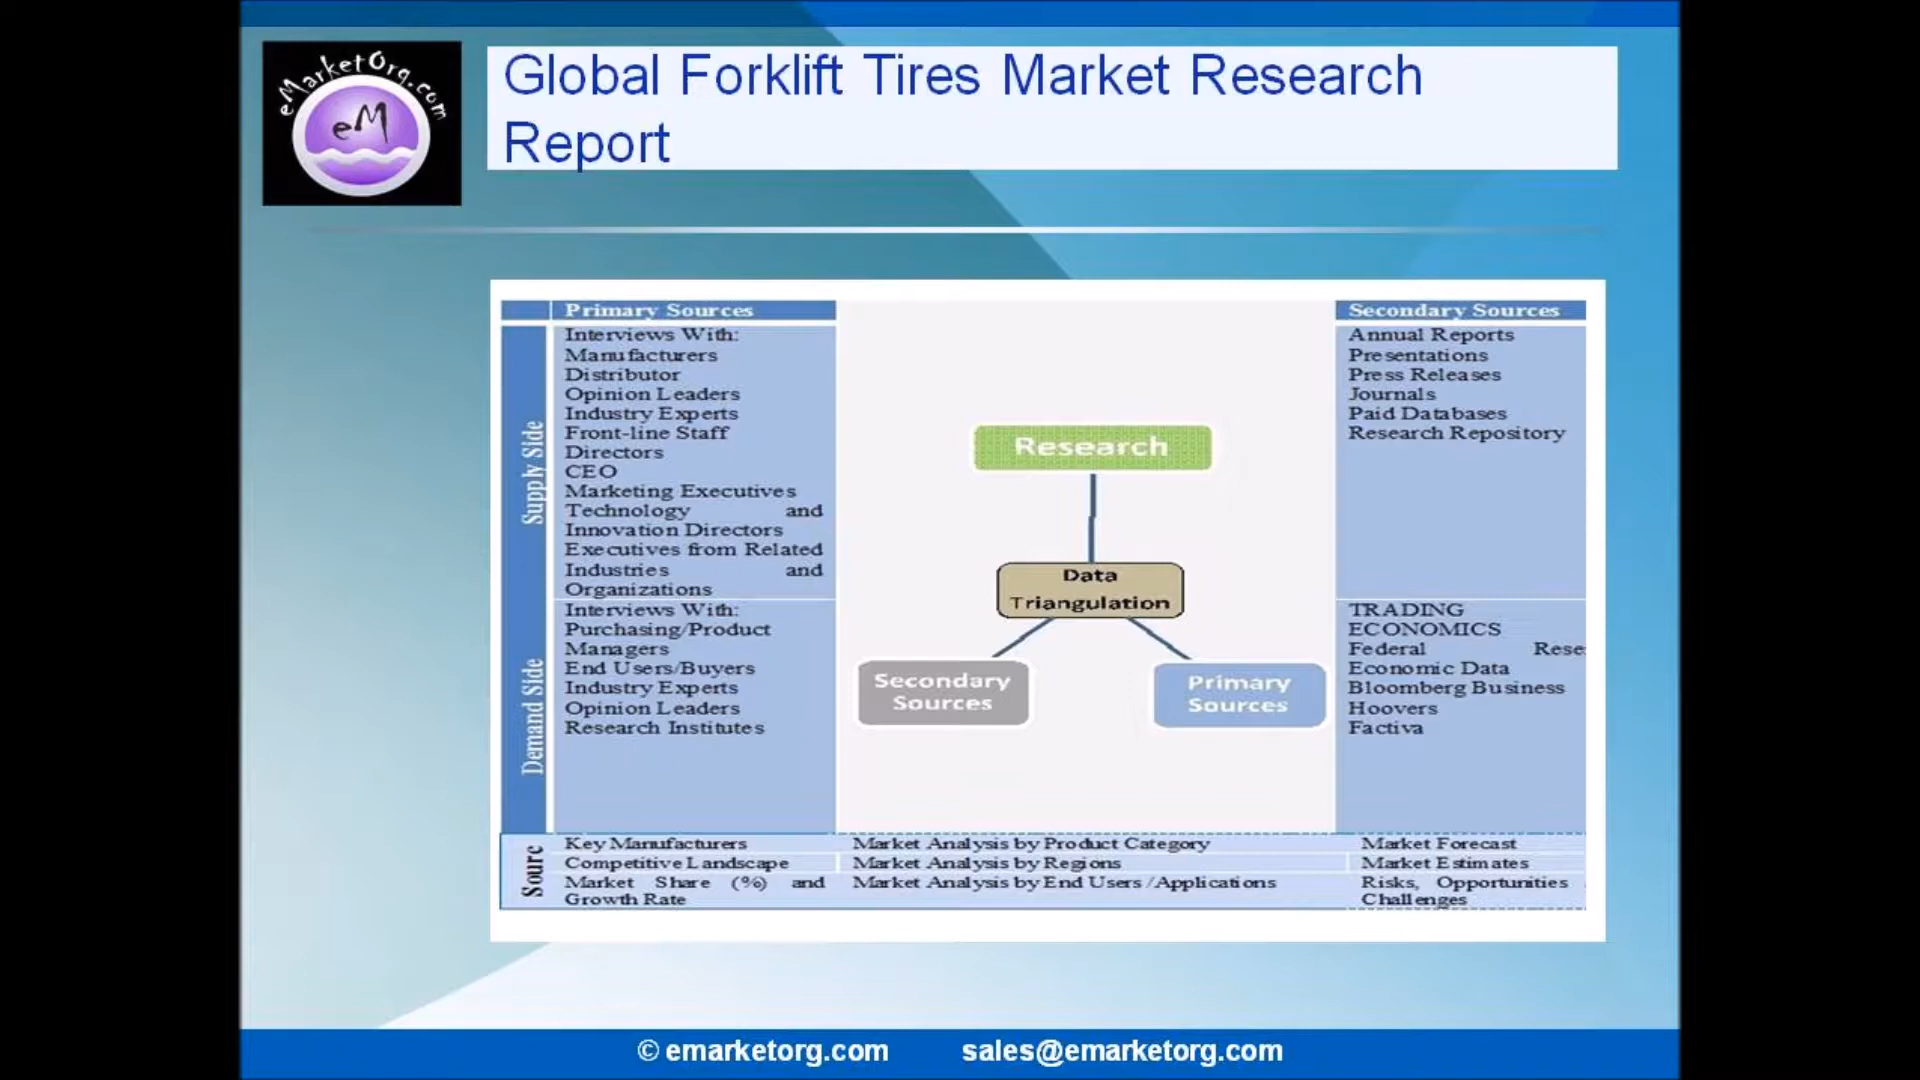 eMarketOrg.com
eM
Global Forklift Tires Market Research
Report
Primary Sources
Supply Side
Interviews With:
Manufacturers
Distributor
Opinion Leaders
Industry Experts
Front-line Staff
Directors
CEO
Marketing Executives
Technology and
Innovation Directors
Executives from Related
Industries and
Organizations
Demand Side
Interviews With:
Purchasing/Product
Managers
End Users/Buyers
Industry Experts
Opinion Leaders
Research Institutes
Research
Data
Triangulation
Secondary
Sources
Primary
Sources
Secondary Sources
Annual Reports
Presentations
Press Releases
Journals
Paid Databases
Research Repository
TRADING
ECONOMICS
Federal Rese
Economic Data
Bloomberg Business
Hoovers
Factiva
Sourc
Key Manufacturers
Competitive Landscape
Market Share (%) and
Growth Rate
Market Analysis by Product Category
Market Analysis by Regions
Market Analysis by End Users /Applications
Market Forecast
Market Estimates
Risks, Opportunities
Challenges
© emarketorg.com sales@emarketorg.com